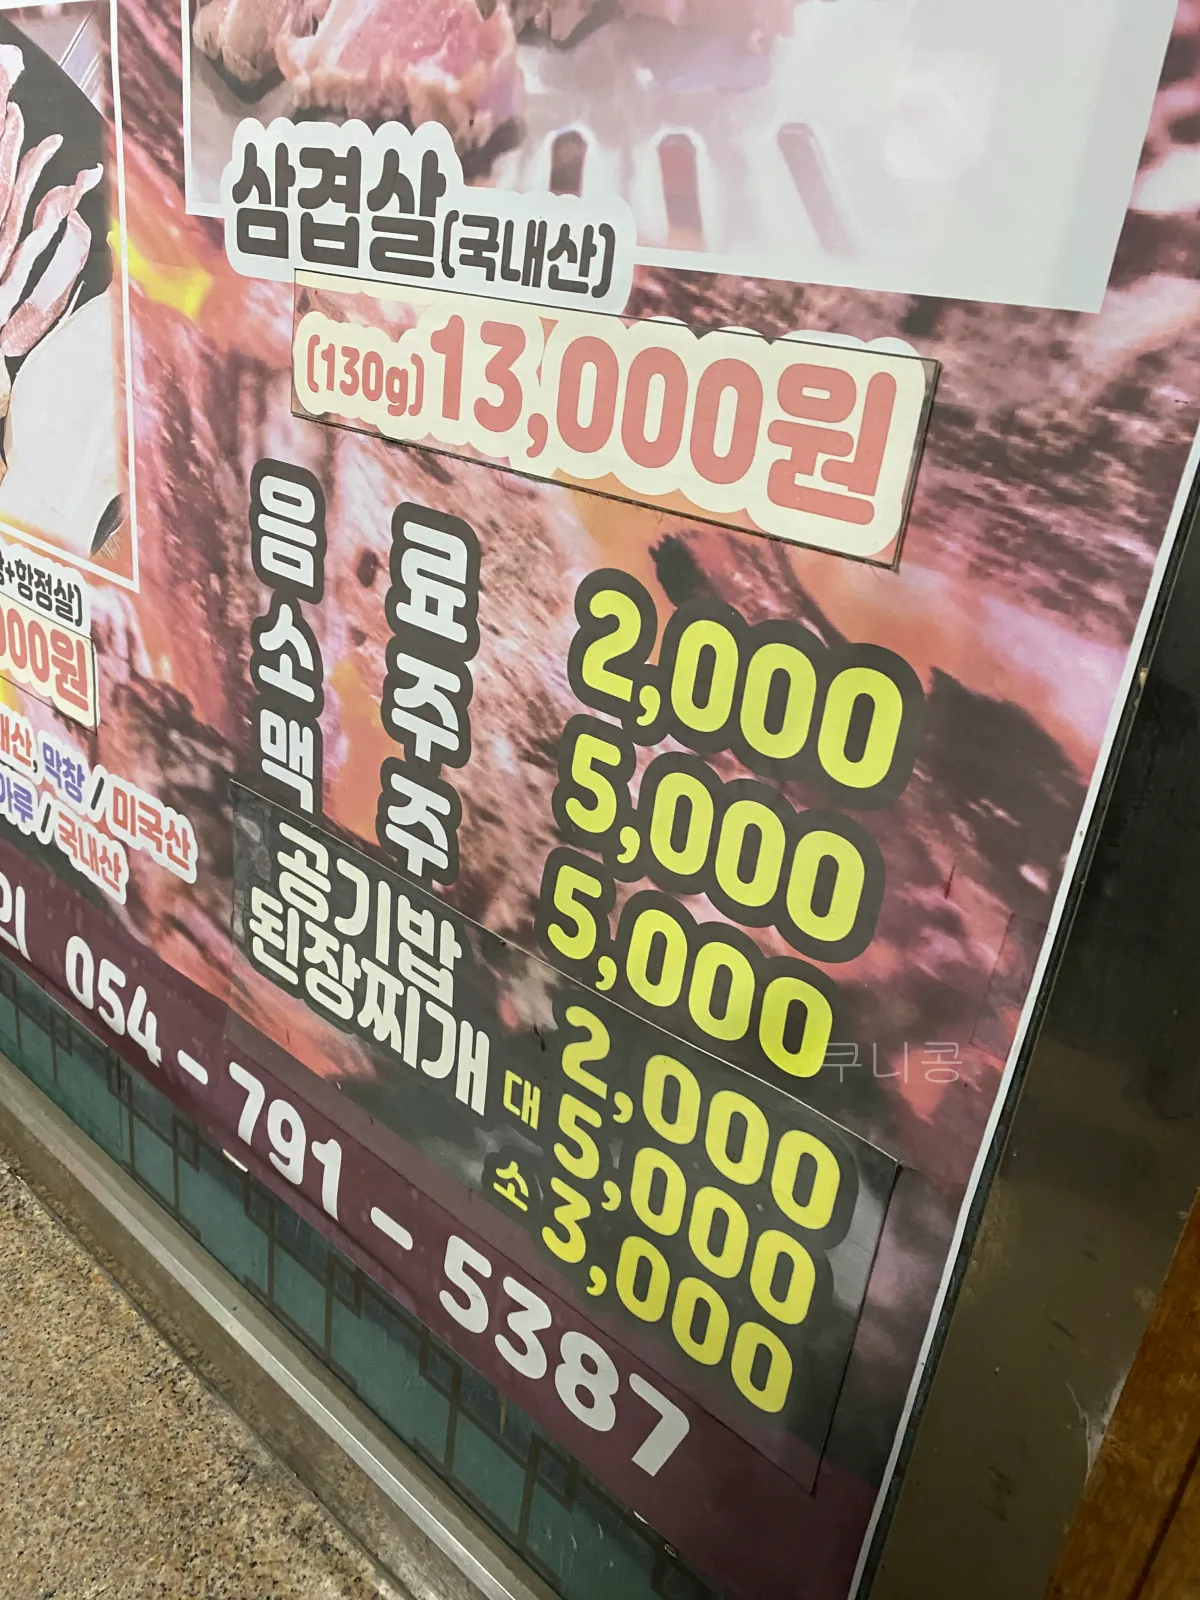 삼겹살(국내산)
(130g)13,000원
음 료 2,000
소 주 5,000
맥 주 5,000
공기밥 2,000
된장찌개 대 5,000
소 3,000
+항정살)
000원
막창 / 미국산
/ 국내산
054 - 791 - 5387
쿠니콩